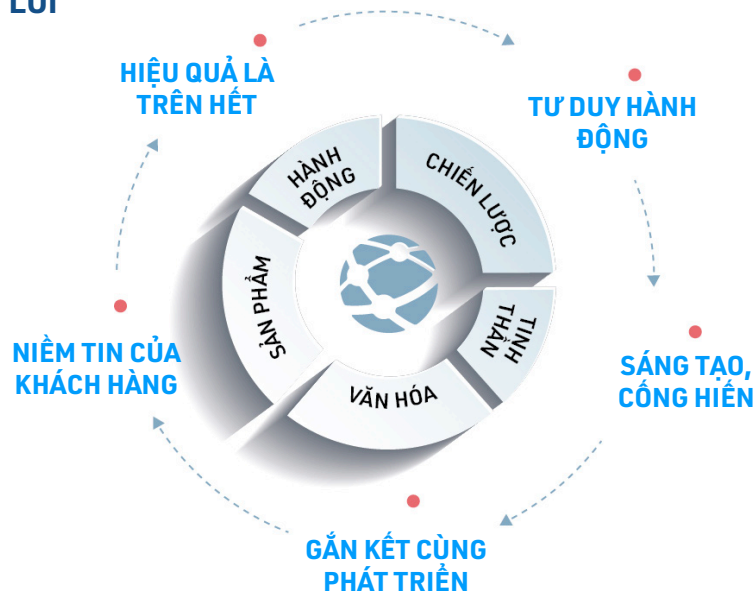 LÕI
HIỆU QUẢ LÀ
TRÊN HẾT
TƯ DUY HÀNH
ĐỘNG
HÀNH
ĐỘNG
CHIẾN LƯỢC
SẢN PHẨM
TINH
THẦN
VĂN HÓA
NIỀM TIN CỦA
KHÁCH HÀNG
SÁNG TẠO,
CỐNG HIẾN
GẮN KẾT CÙNG
PHÁT TRIỂN